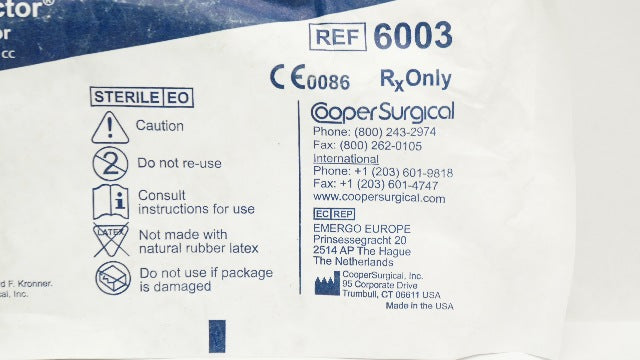 ctor®
or
cc
REF 6003
CE0086 RxOnly
STERILE EO
Caution
2 Do not re-use
i Consult
instructions for use
LATEX Not made with
natural rubber latex
Do not use if package
is damaged
d F. Kronner.
al, Inc.
CooperSurgical
Phone: (800) 243-2974
Fax: (800) 262-0105
International
Phone: +1 (203) 601-9818
Fax: +1 (203) 601-4747
www.coopersurgical.com
EC REP
EMERGO EUROPE
Prinsessegracht 20
2514 AP The Hague
The Netherlands
CooperSurgical, Inc.
95 Corporate Drive
Trumbull, CT 06611 USA
Made in the USA